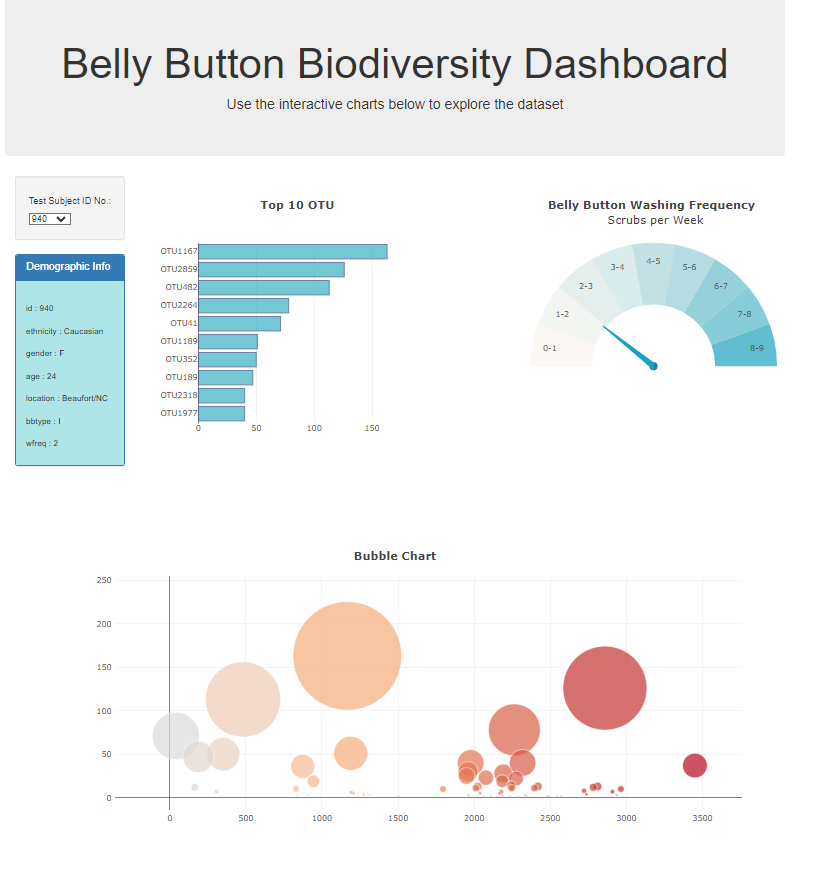 Belly Button Biodiversity Dashboard
Use the interactive charts below to explore the dataset
Test Subject ID No.:
940
Demographic Info
id : 940
ethnicity : Caucasian
gender : F
age : 24
location : Beaufort/NC
bbtype : I
wfreq : 2
Top 10 OTU
OTU1167
OTU2859
OTU482
OTU2264
OTU41
OTU1189
OTU352
OTU189
OTU2318
OTU1977
0 50 100 150
Belly Button Washing Frequency
Scrubs per Week
0-1
1-2
2-3
3-4
4-5
5-6
6-7
7-8
8-9
Bubble Chart
250
200
150
100
50
0
0 500 1000 1500 2000 2500 3000 3500